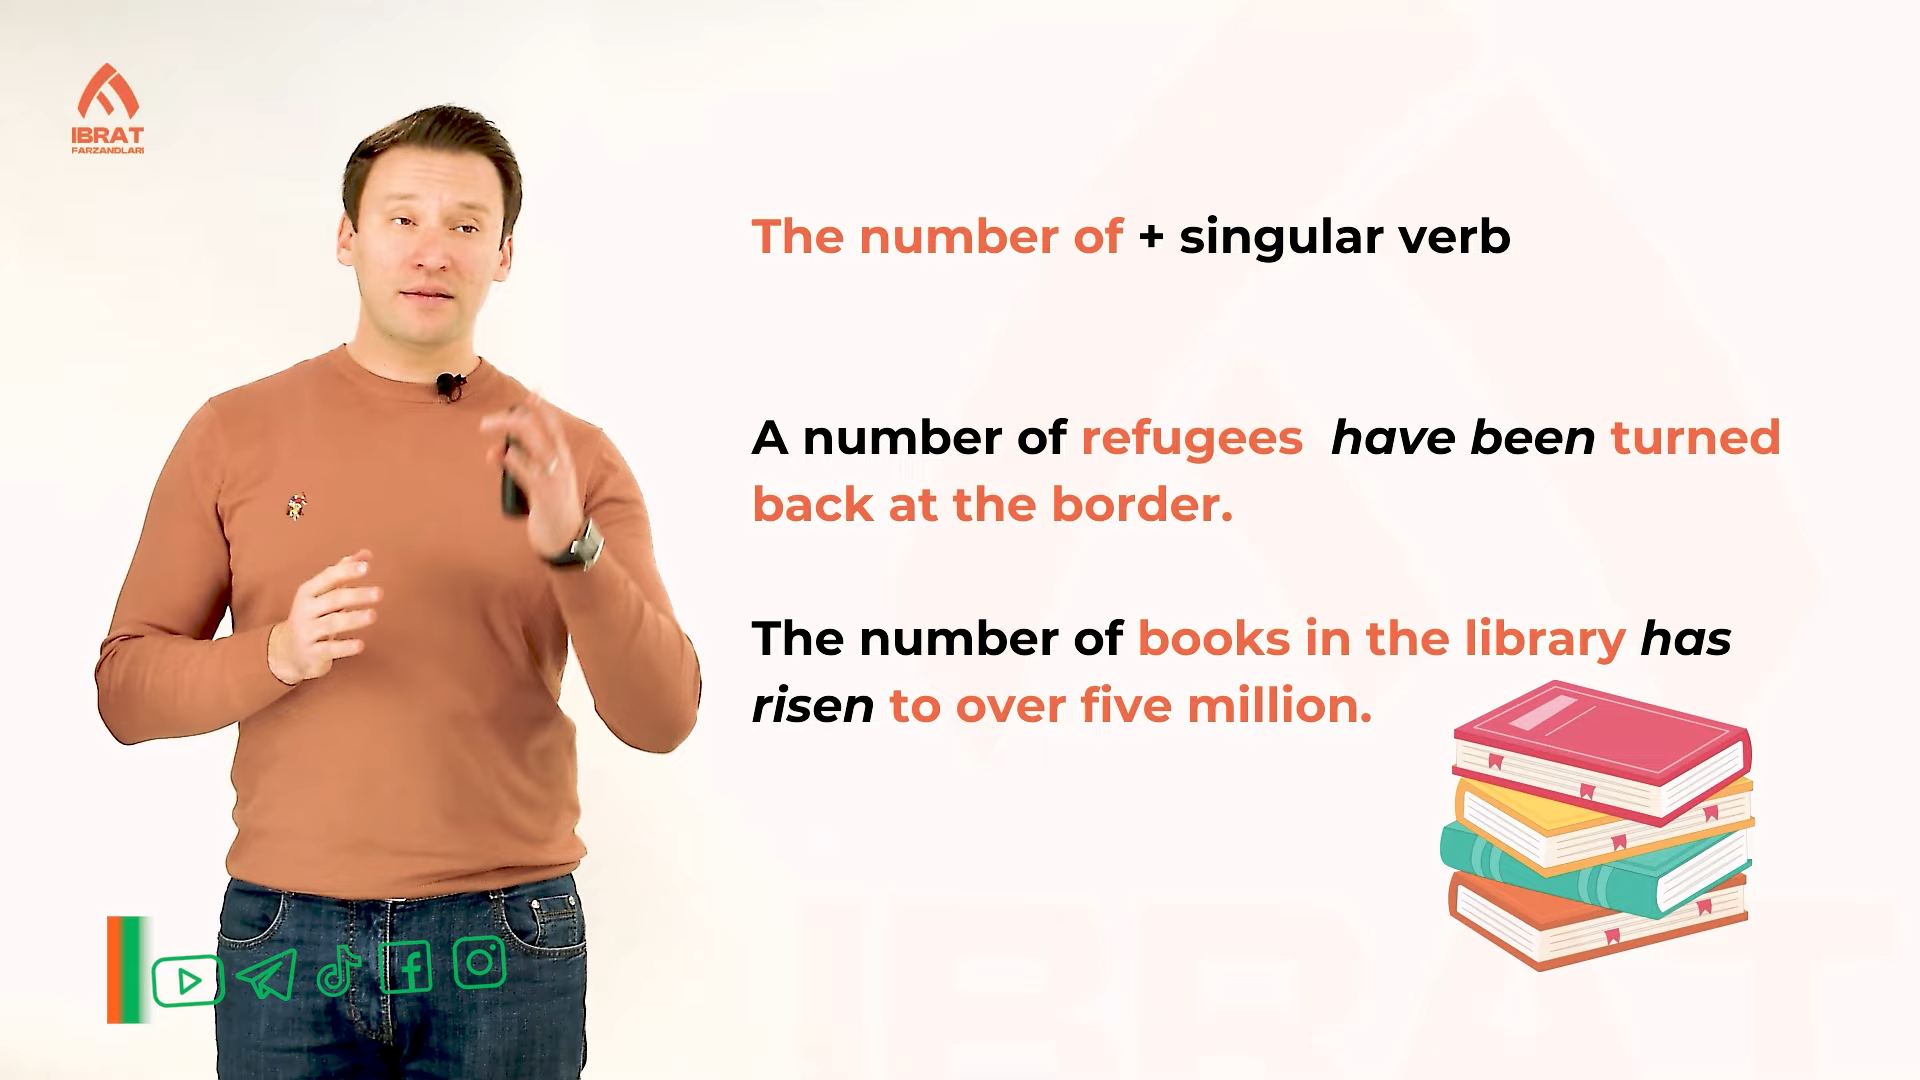 IBRAT
FARZANDLARI
The number of + singular verb
A number of refugees have been turned
back at the border.
The number of books in the library has
risen to over five million.
IBRAT